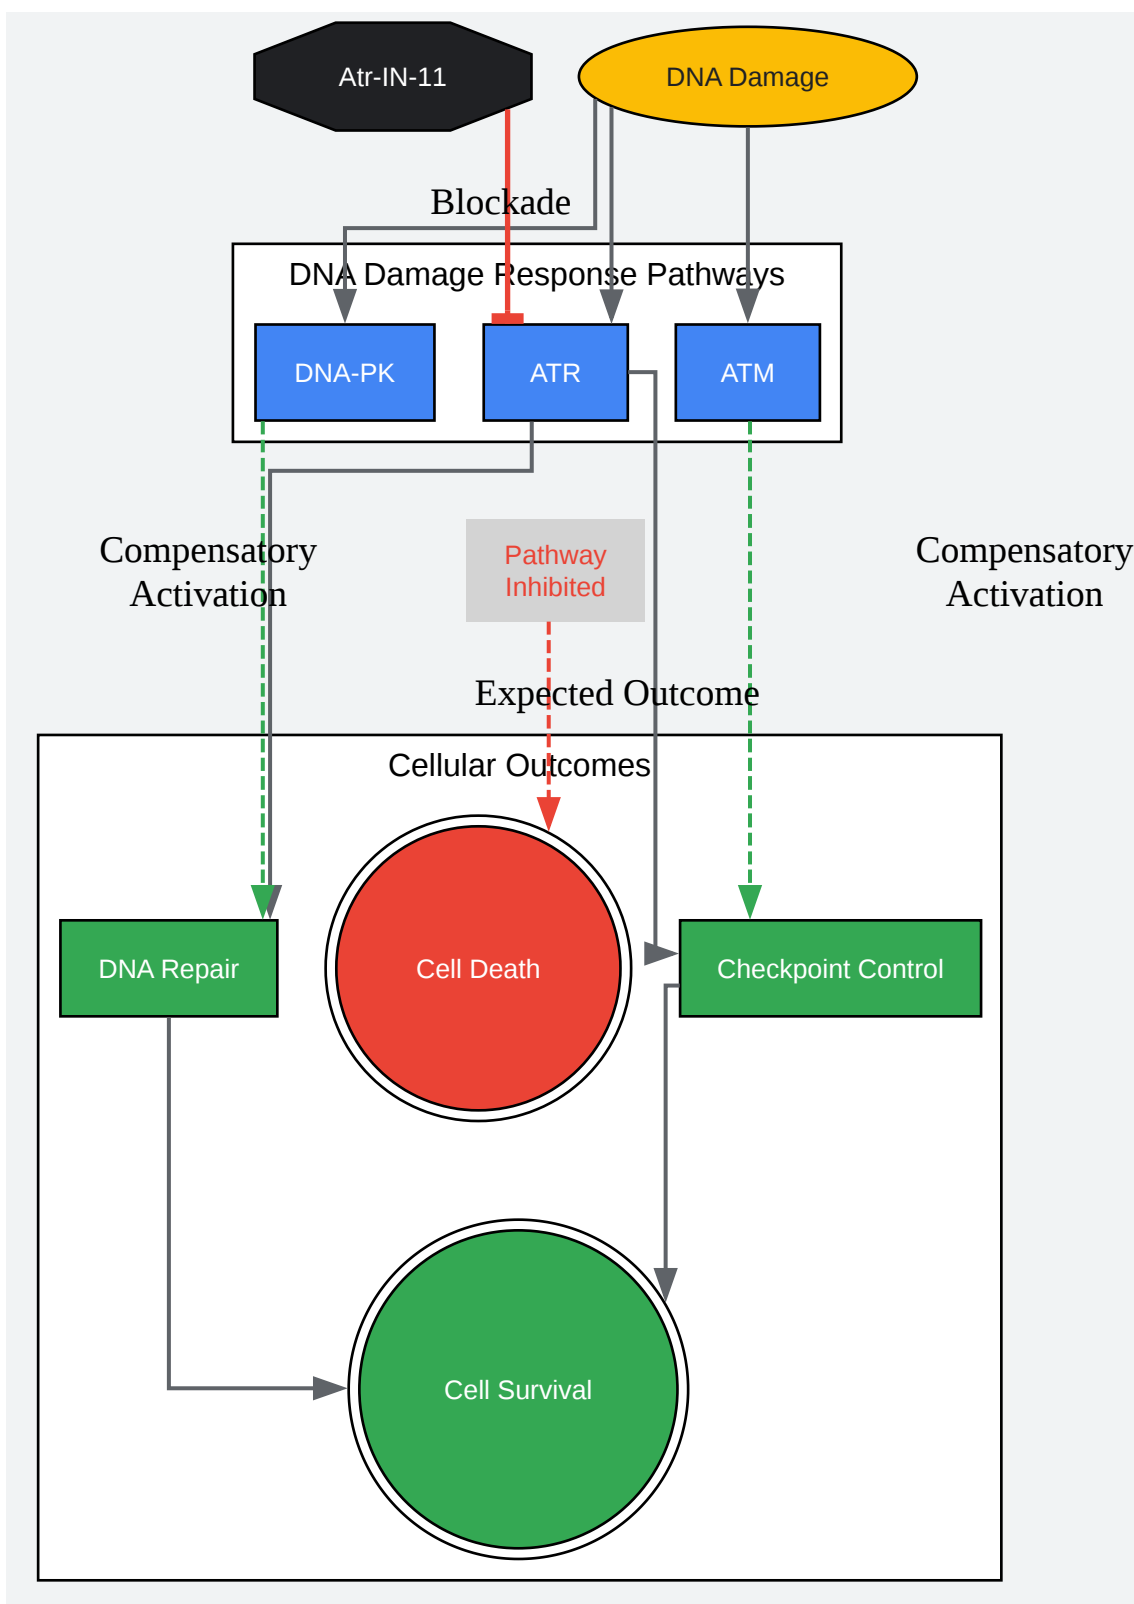 Atr-IN-11
DNA Damage
Blockade
DNA Damage Response Pathways
DNA-PK
ATR
ATM
Compensatory
Activation
Pathway
Inhibited
Compensatory
Activation
Expected Outcome
Cellular Outcomes
DNA Repair
Cell Death
Checkpoint Control
Cell Survival